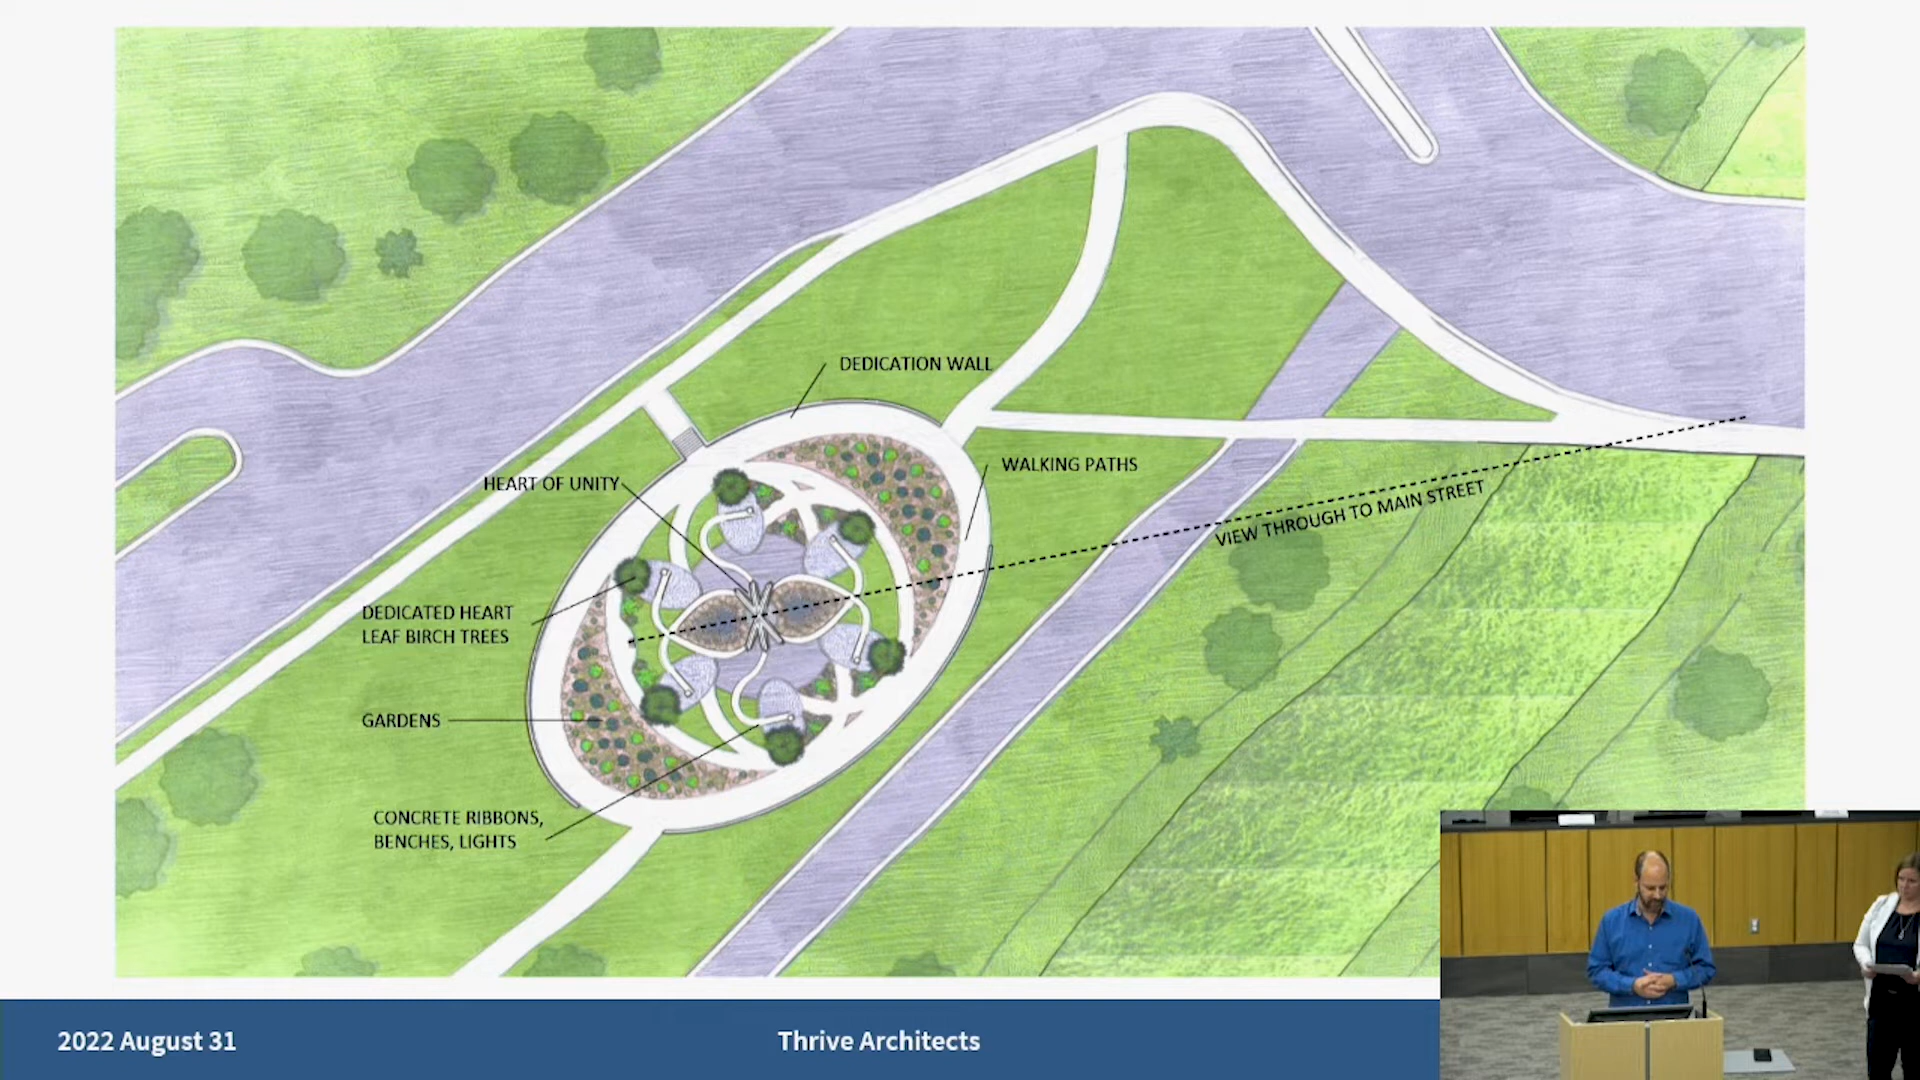 DEDICATION WALL
WALKING PATHS
HEART OF UNITY
VIEW THROUGH TO MAIN STREET
DEDICATED HEART
LEAF BIRCH TREES
GARDENS
CONCRETE RIBBONS,
BENCHES, LIGHTS
2022 August 31
Thrive Architects